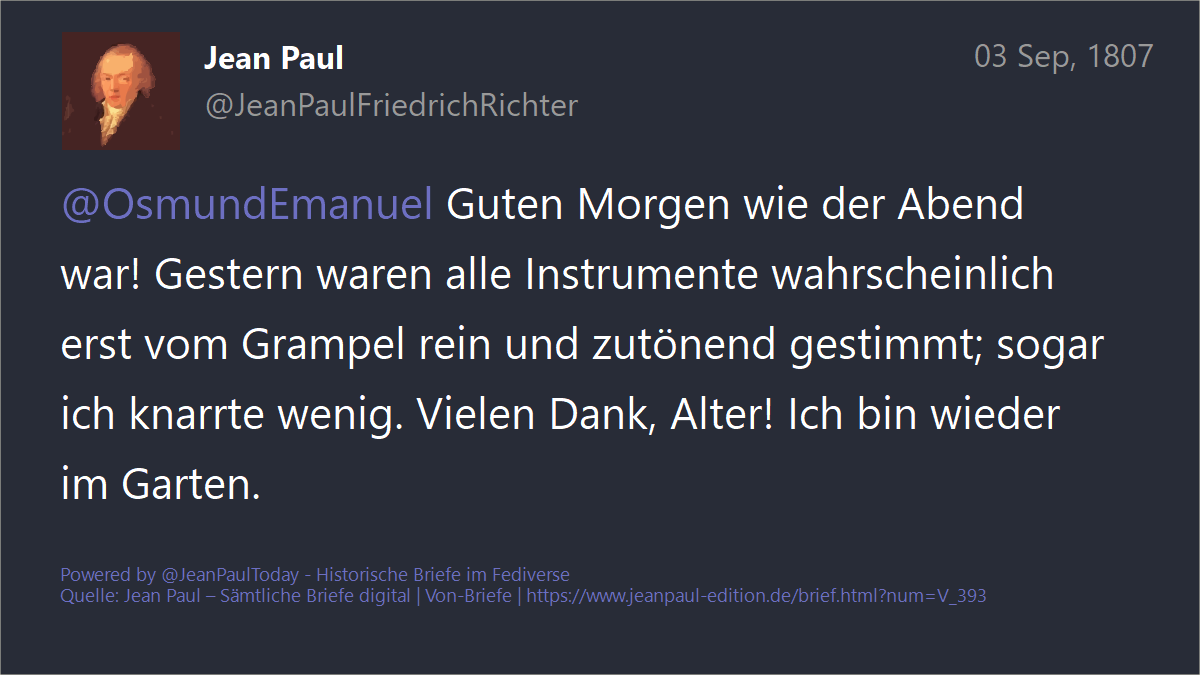 Jean Paul
03 Sep, 1807
@JeanPaulFriedrichRichter
@OsmundEmanuel Guten Morgen wie der Abend
war! Gestern waren alle Instrumente wahrscheinlich
erst vom Grampel rein und zutönend gestimmt; sogar
ich knarrte wenig. Vielen Dank, Alter! Ich bin wieder
im Garten.
Powered by @JeanPaulToday - Historische Briefe im Fediverse
Quelle: Jean Paul – Sämtliche Briefe digital | Von-Briefe | https://www.jeanpaul-edition.de/brief.html?num=V_393